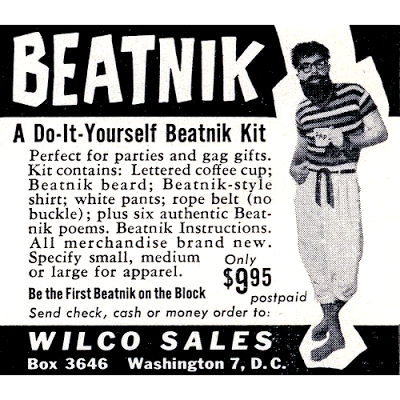 BEATNIK
A Do-It-Yourself Beatnik Kit
Perfect for parties and gag gifts.
Kit contains: Lettered coffee cup;
Beatnik beard; Beatnik-style
shirt; white pants; rope belt (no
buckle); plus six authentic Beat-
nik poems. Beatnik Instructions.
All merchandise brand new.
Specify small, medium
or large for apparel.
Only
$9.95
postpaid
Be the First Beatnik on the Block
Send check, cash or money order to:
WILCO SALES
Box 3646 Washington 7, D.C.